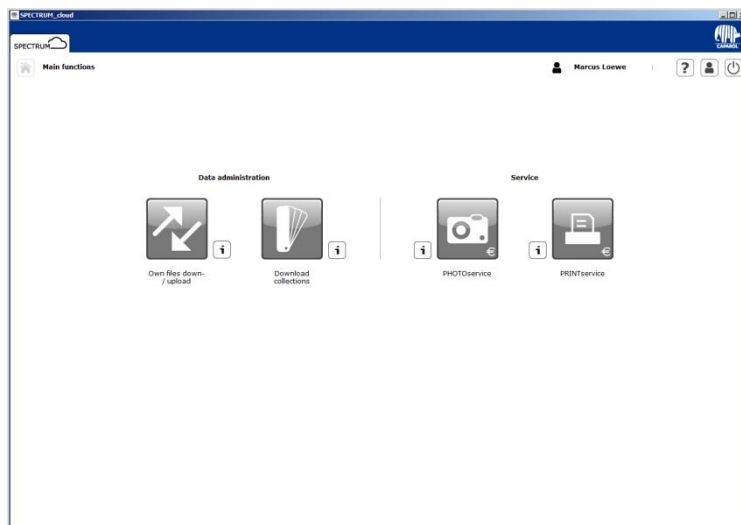 SPECTRUM_cloud
SPECTRUM
CAPAROL
Main functions
Marcus Loewe
?
Data administration
Service
i
i
i
i
€
€
Own files down-
/ upload
Download
collections
PHOTOservice
PRINTservice